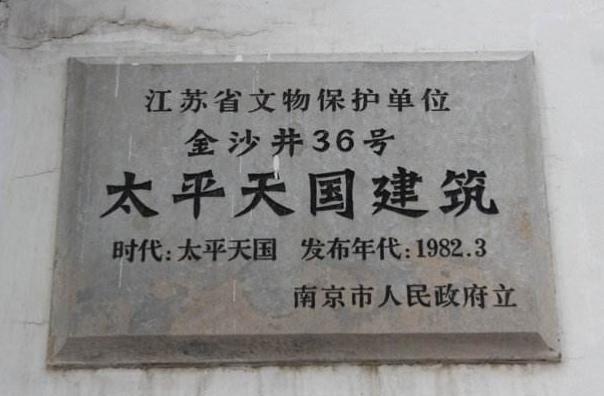 江苏省文物保护单位
金沙井36号
太平天国建筑
时代:太平天国 发布年代:1982.3
南京市人民政府立